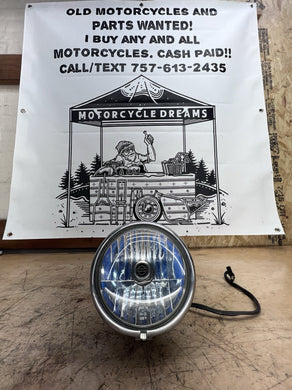 OLD MOTORCYCLES AND
PARTS WANTED!
I BUY ANY AND ALL
MOTORCYCLES. CASH PAID!!
CALL/TEXT 757-613-2435
MOTORCYCLE DREAMS